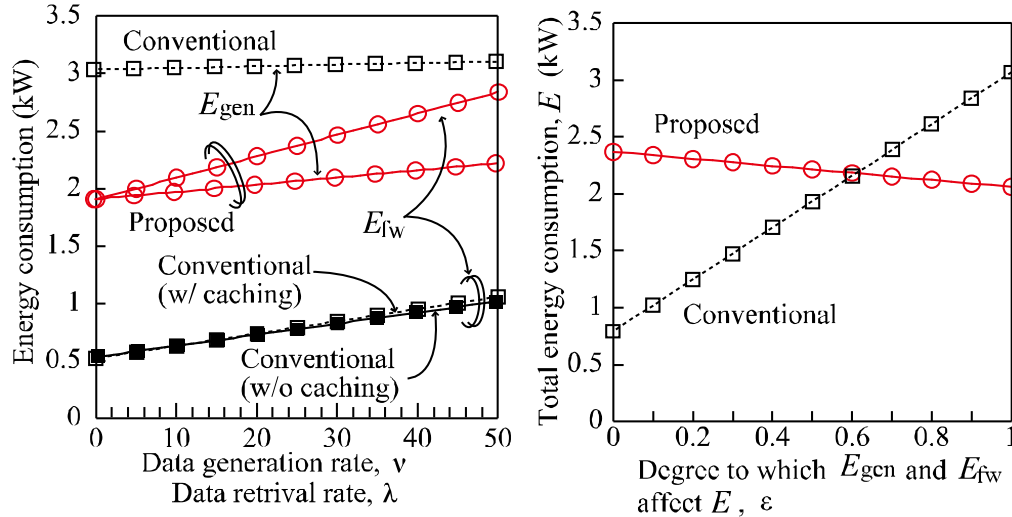 3.5
3
2.5
2
1.5
1
0.5
0
Energy consumption (kW)
Conventional
Egen
Proposed
Efw
Conventional
(w/ caching)
Conventional
(w/o caching)
0 10 20 30 40 50
Data generation rate, ν
Data retrival rate, λ
3.5
3
2.5
2
1.5
1
0.5
0
Total energy consumption, E (kW)
Proposed
Conventional
0 0.2 0.4 0.6 0.8 1
Degree to which Egen and Efw
affect E , ε